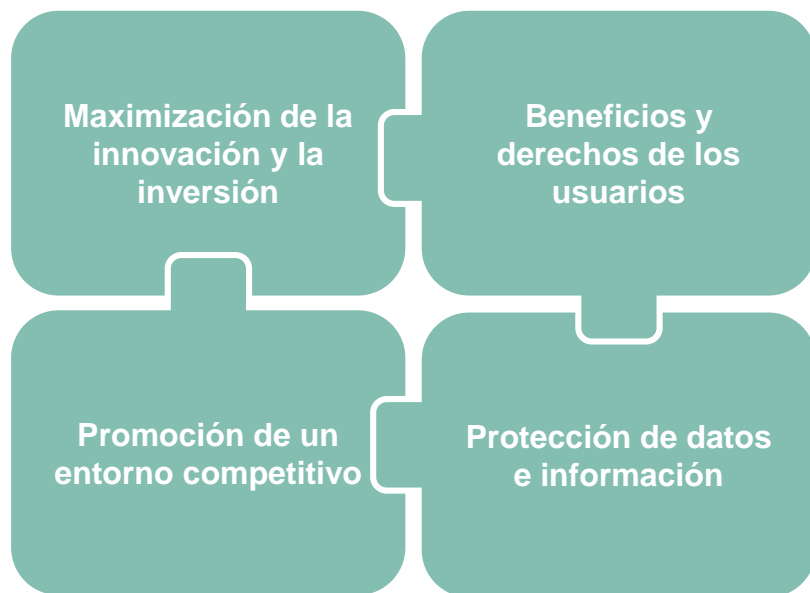 Maximización de la
innovación y la
inversión
Beneficios y
derechos de los
usuarios
Promoción de un
entorno competitivo
Protección de datos
e información